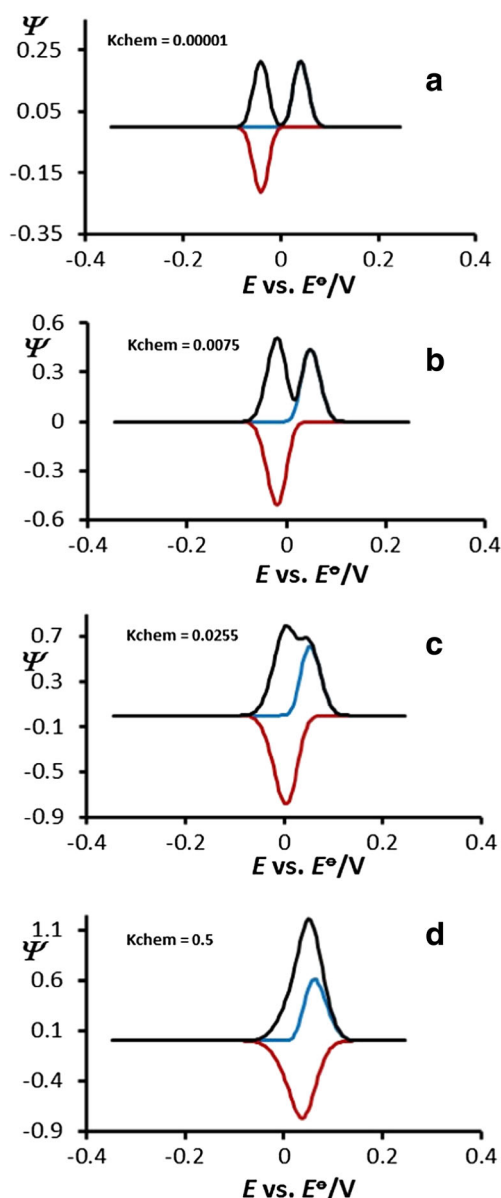 Ψ
0.25
Kchem = 0.00001
a
0.05
-0.15
-0.35
-0.4 -0.2 0 0.2 0.4
E vs. E⦵/V
Ψ
0.6
Kchem = 0.0075
b
0.3
0
-0.3
-0.6
-0.4 -0.2 0 0.2 0.4
E vs. E⦵/V
0.7
Ψ
Kchem = 0.0255
c
0.3
-0.1
-0.5
-0.9
-0.4 -0.2 0 0.2 0.4
E vs. E⦵/V
1.1
Ψ
Kchem = 0.5
d
0.6
0.1
-0.4
-0.9
-0.4 -0.2 0 0.2 0.4
E vs. E⦵/V